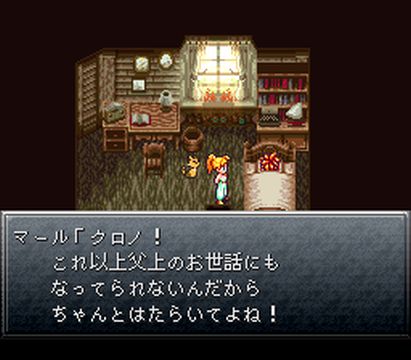 マール「クロノ！
これ以上父上のお世話にも
なってられないんだから
ちゃんとはたらいてよね！